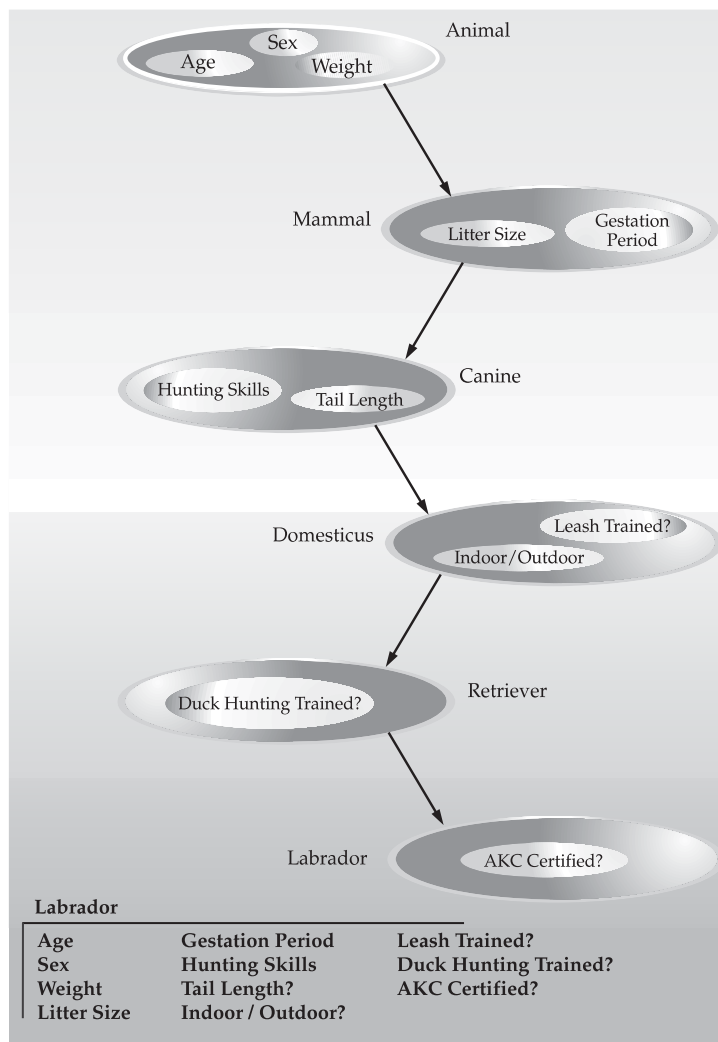 Animal
Sex
Age
Weight
Mammal
Litter Size
Gestation
Period
Canine
Hunting Skills
Tail Length
Domesticus
Leash Trained?
Indoor/Outdoor
Retriever
Duck Hunting Trained?
Labrador
AKC Certified?
Labrador
Age Gestation Period Leash Trained?
Sex Hunting Skills Duck Hunting Trained?
Weight Tail Length? AKC Certified?
Litter Size Indoor / Outdoor?